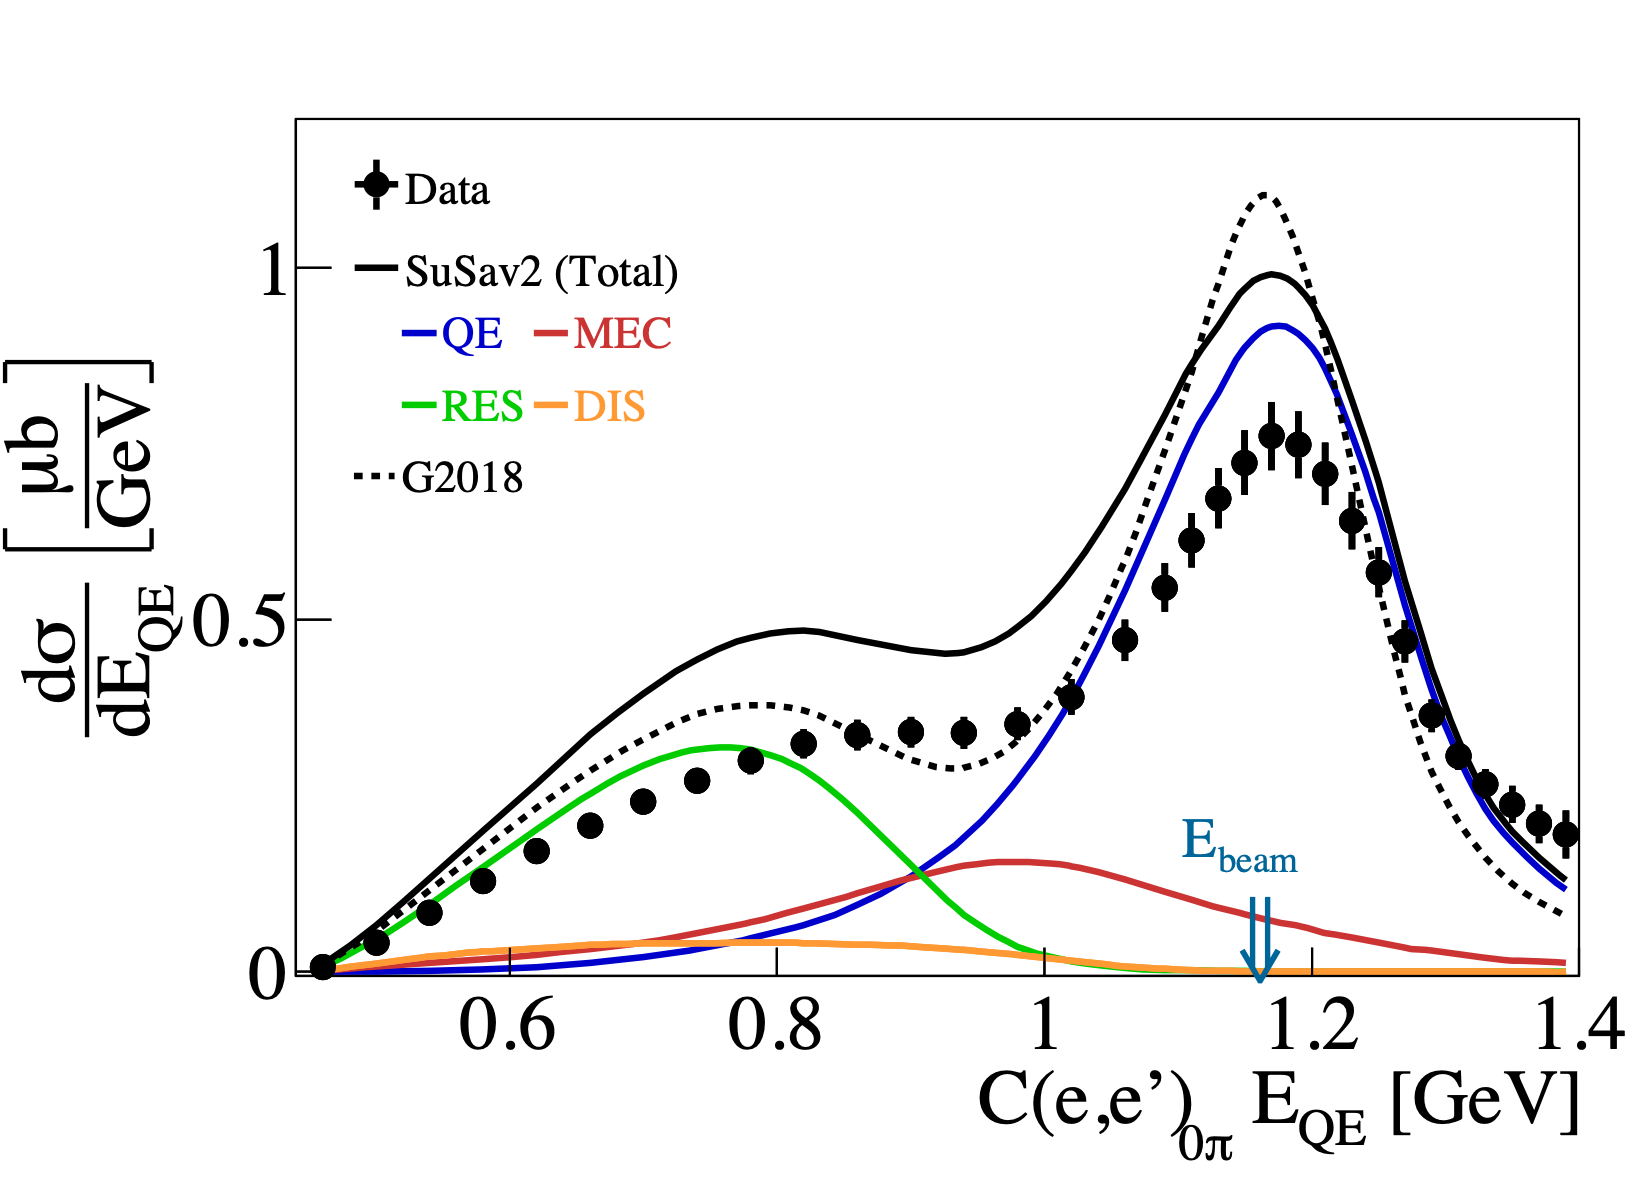 Data
SuSav2 (Total)
QE MEC
RES DIS
G2018
dσ/dE_QE [μb/GeV]
1
0.5
0
E_beam
0.6 0.8 1 1.2 1.4
C(e,e’)_0π E_QE [GeV]